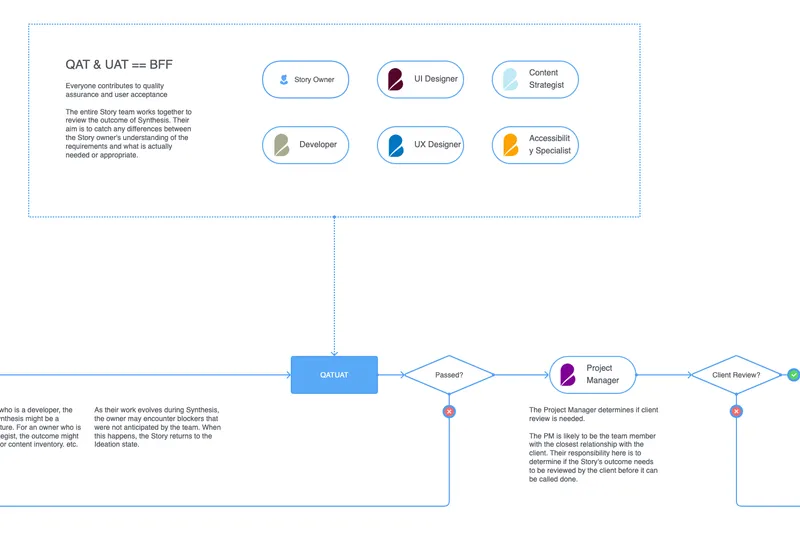 QAT & UAT == BFF
Everyone contributes to quality
assurance and user acceptance
The entire Story team works together to
review the outcome of Synthesis. Their
aim is to catch any differences between
the Story owner's understanding of the
requirements and what is actually
needed or appropriate.
Story Owner
UI Designer
Content
Strategist
Developer
UX Designer
Accessibilit
y Specialist
QATUAT
Passed?
Project
Manager
Client Review?
who is a developer, the
ynthesis might be a
ture. For an owner who is
tegist, the outcome might
or content inventory, etc.
As their work evolves during Synthesis,
the owner may encounter blockers that
were not anticipated by the team. When
this happens, the Story returns to the
Ideation state.
The Project Manager determines if client
review is needed.
The PM is likely to be the team member
with the closest relationship with the
client. Their responsibility here is to
determine if the Story's outcome needs
to be reviewed by the client before it can
be called done.